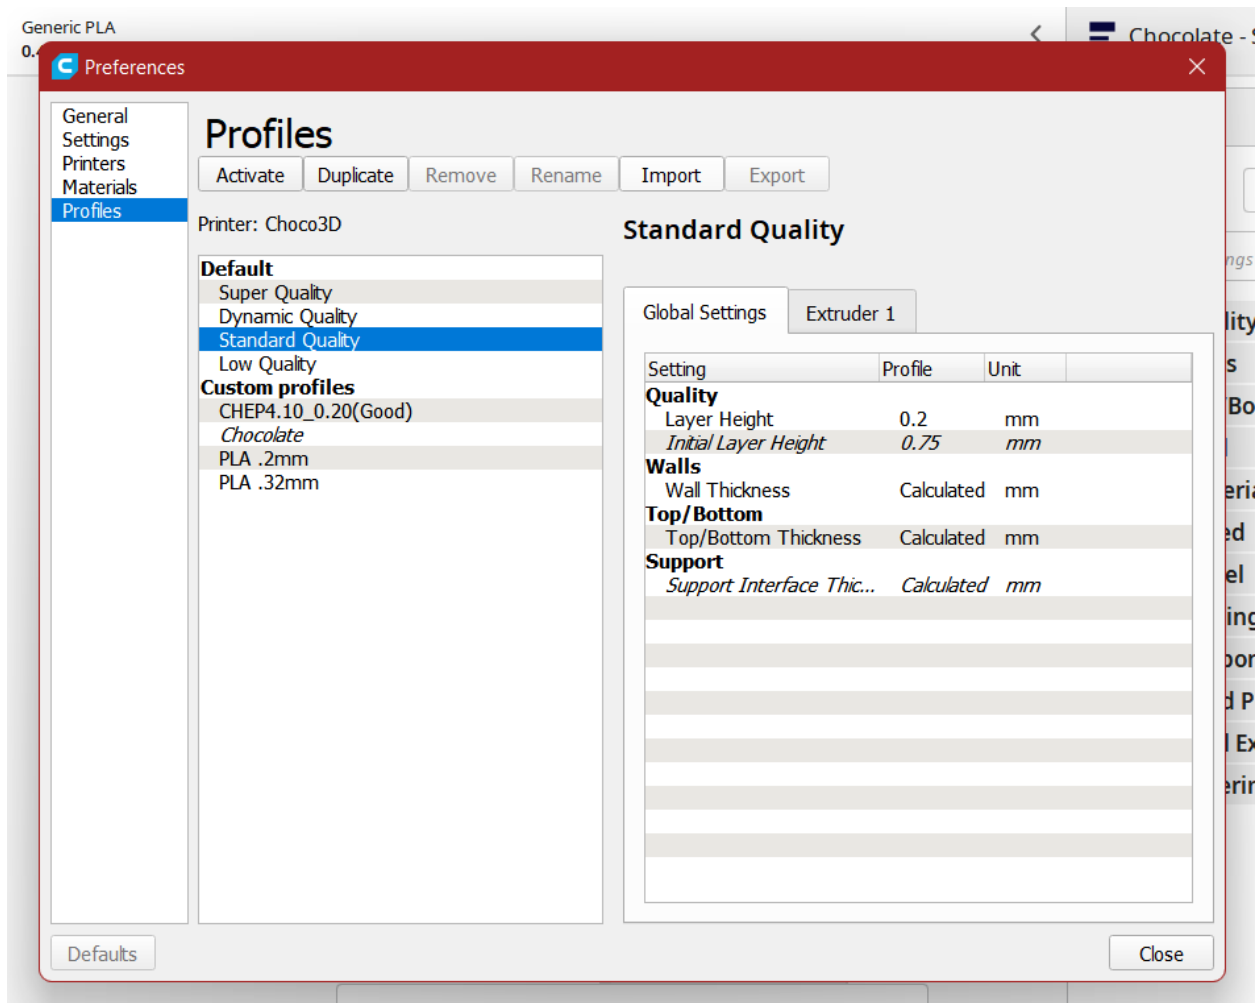 Generic PLA
0.4
Chocolate - S
Preferences
General
Settings
Printers
Materials
Profiles
Profiles
Activate Duplicate Remove Rename Import Export
Printer: Choco3D
Standard Quality
Default
Super Quality
Dynamic Quality
Standard Quality
Low Quality
Custom profiles
CHEP4.10_0.20(Good)
Chocolate
PLA .2mm
PLA .32mm
Global Settings Extruder 1
Setting Profile Unit
Quality
Layer Height 0.2 mm
Initial Layer Height 0.75 mm
Walls
Wall Thickness Calculated mm
Top/Bottom
Top/Bottom Thickness Calculated mm
Support
Support Interface Thic... Calculated mm
Defaults
Close